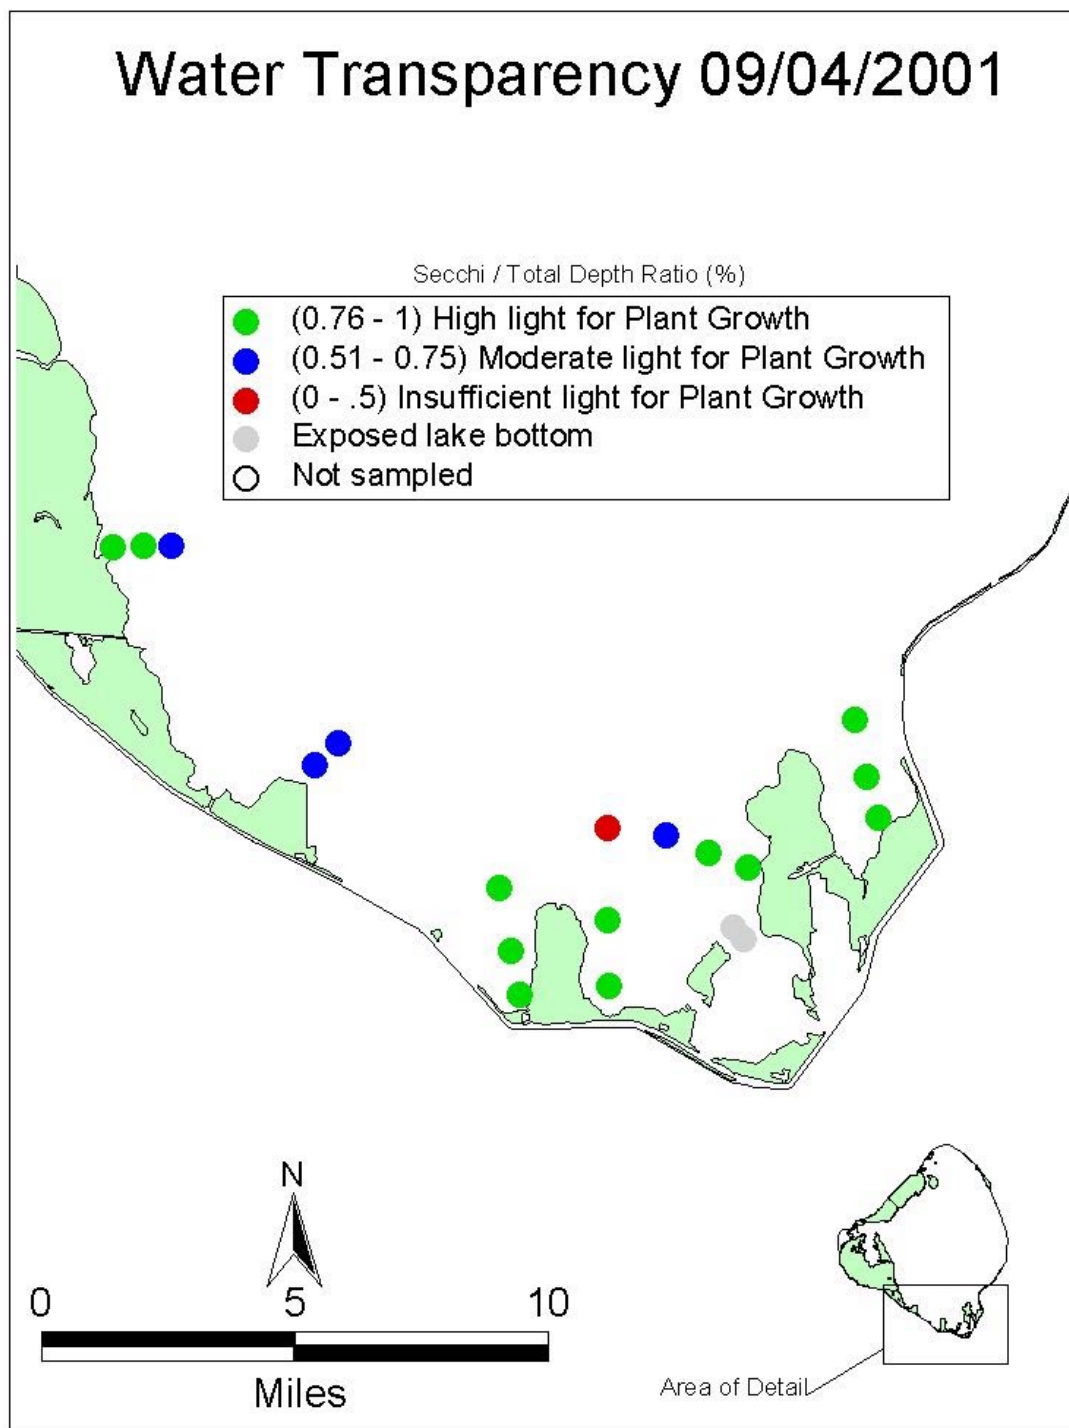 Water Transparency 09/04/2001
Secchi / Total Depth Ratio (%)
(0.76 - 1) High light for Plant Growth
(0.51 - 0.75) Moderate light for Plant Growth
(0 - .5) Insufficient light for Plant Growth
Exposed lake bottom
Not sampled
N
0 5 10
Miles
Area of Detail